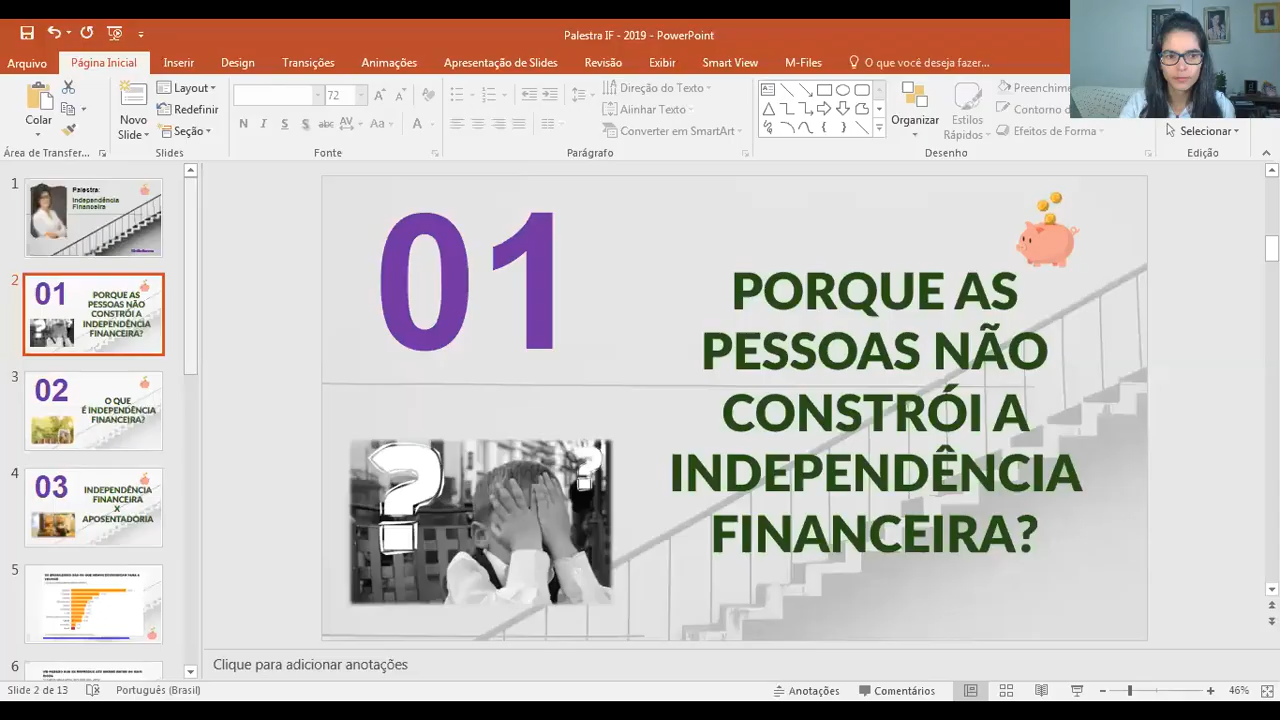 Palestra IF - 2019 - PowerPoint
Arquivo Página Inicial Inserir Design Transições Animações Apresentação de Slides Revisão Exibir Smart View M-Files O que você deseja fazer...
Colar
Novo
Slide
Layout
Redefinir
Seção
72
N I S S abc AV Aa A
Direção do Texto
Alinhar Texto
Converter em SmartArt
Organizar
Estilos
Rápidos
Preenchime
Contorno d
Efeitos de Forma
Selecionar
Área de Transfer... Slides Fonte Parágrafo Desenho Edição
1
Palestra:
Independência
Financeira
2
01
PORQUE AS
PESSOAS NÃO
CONSTRÓI A
INDEPENDÊNCIA
FINANCEIRA?
3
02
O QUE
É INDEPENDÊNCIA
FINANCEIRA?
4
03
INDEPENDÊNCIA
FINANCEIRA
X
APOSENTADORIA
5
6
01
PORQUE AS
PESSOAS NÃO
CONSTRÓI A
INDEPENDÊNCIA
FINANCEIRA?
? ?
Clique para adicionar anotações
Slide 2 de 13 Português (Brasil) Anotações Comentários 46%